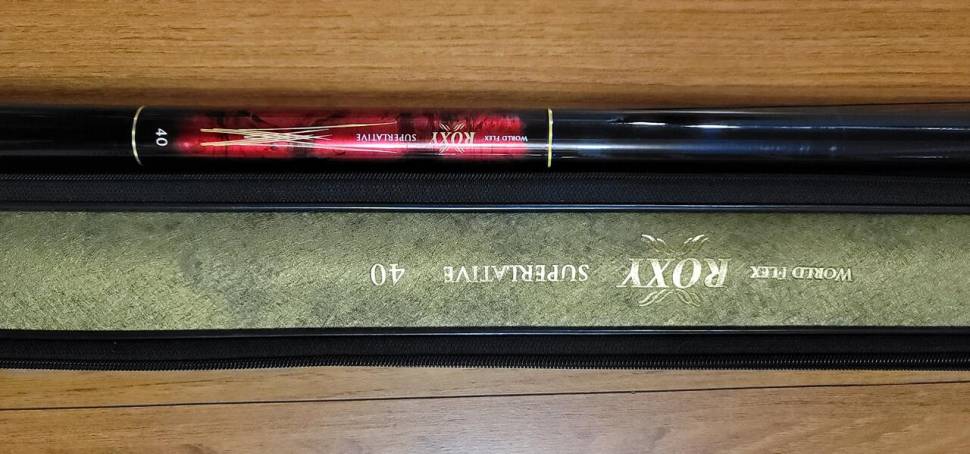 WORLD FLEX ROXY SUPERLATIVE
40
WORLD FLEX ROXY SUPERLATIVE 40